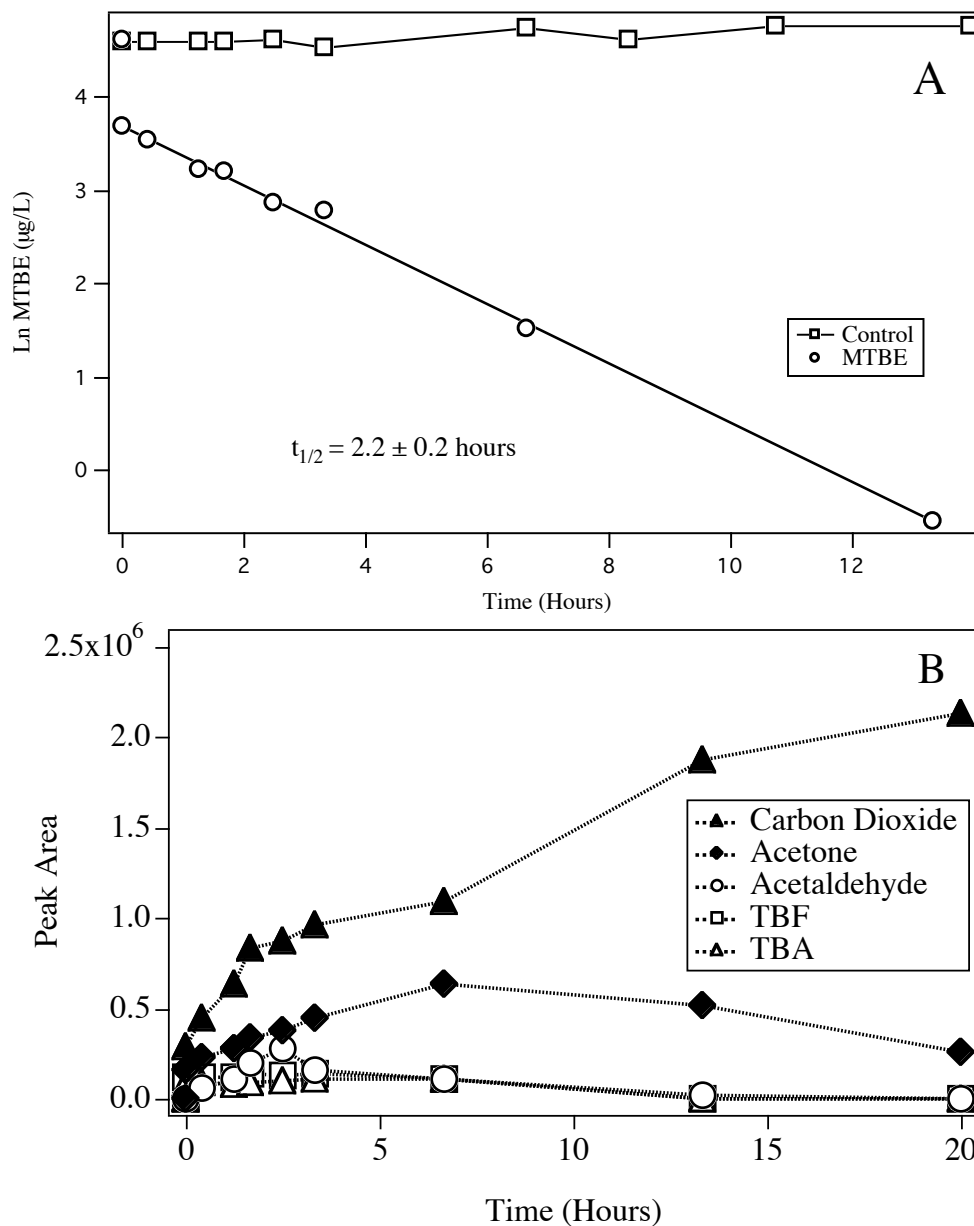 A
Ln MTBE (µg/L)
4
3
2
1
0
Control
MTBE
t1/2 = 2.2 ± 0.2 hours
0 2 4 6 8 10 12
Time (Hours)
B
Peak Area
2.5x10⁶
2.0
1.5
1.0
0.5
0.0
Carbon Dioxide
Acetone
Acetaldehyde
TBF
TBA
0 5 10 15 20
Time (Hours)